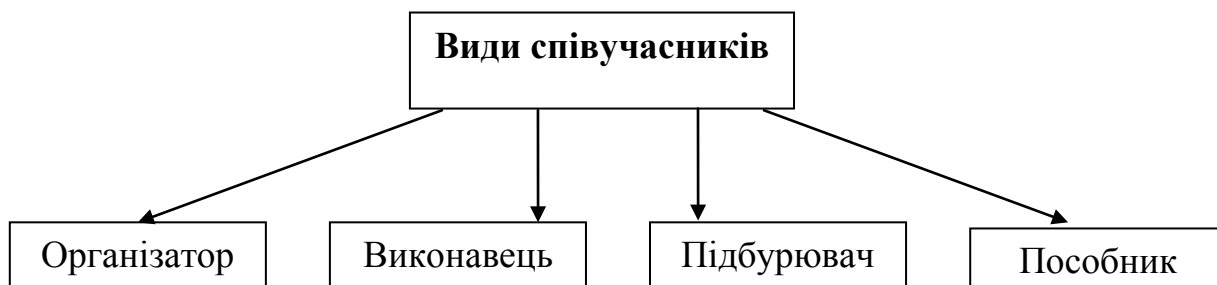 Види співучасників
Організатор
Виконавець
Підбурювач
Пособник